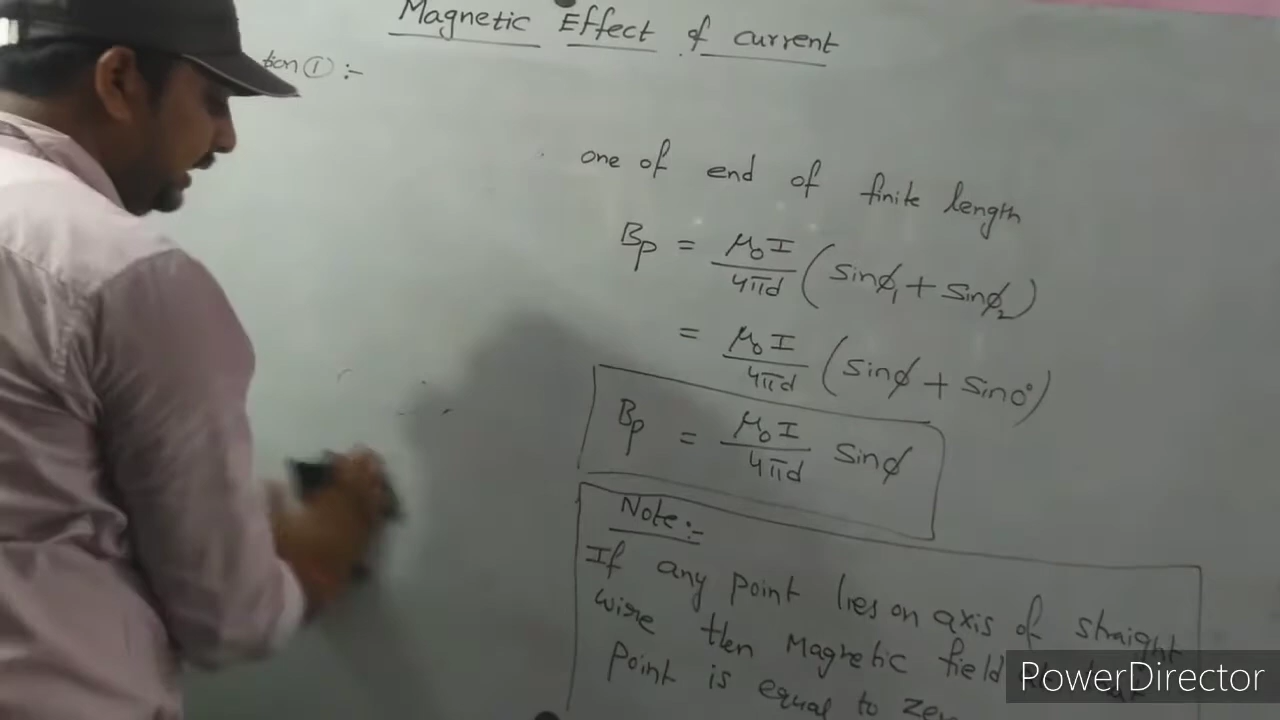 Magnetic Effect of current
tion ① :-
one of end of finite length
Bp = μ₀I/4πd (sinϕ₁ + sinϕ₂)
= μ₀I/4πd (sinϕ + sin0°)
Bp = μ₀I/4πd sinϕ
Note:-
If any point lies on axis of straight
wire then Magnetic field
point is equal to
PowerDirector